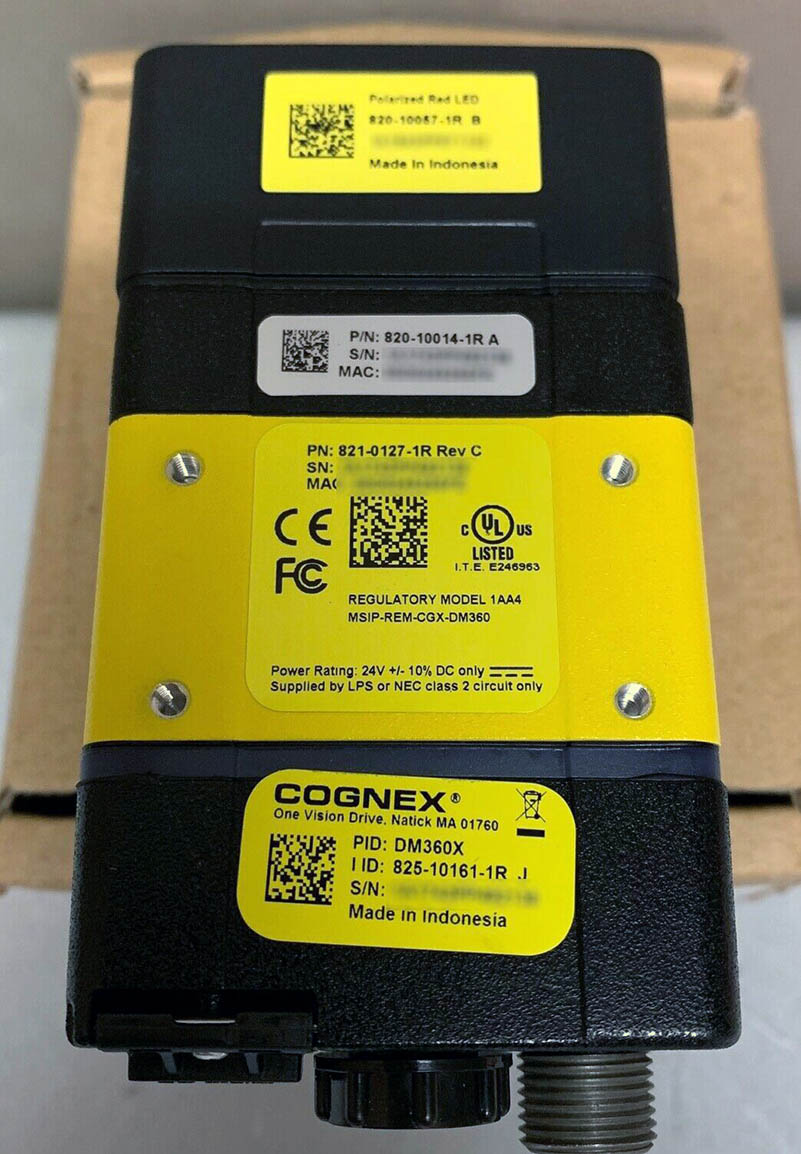 Polarized Red LED
820-10057-1R B
Made In Indonesia
P/N: 820-10014-1R A
S/N:
MAC:
PN: 821-0127-1R Rev C
SN:
MAC
CE
FC
C UL US
LISTED
I.T.E. E246963
REGULATORY MODEL 1AA4
MSIP-REM-CGX-DM360
Power Rating: 24V +/- 10% DC only
Supplied by LPS or NEC class 2 circuit only
COGNEX®
One Vision Drive, Natick MA 01760
PID: DM360X
I ID: 825-10161-1R J
S/N:
Made in Indonesia